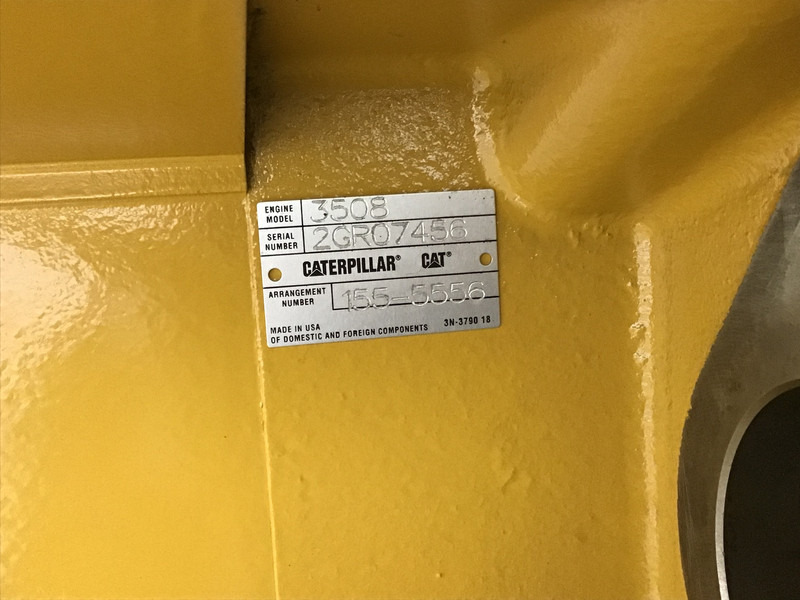 ENGINE MODEL 3508
SERIAL NUMBER 2GR07456
CATERPILLAR® CAT®
ARRANGEMENT NUMBER 155-5556
MADE IN USA
OF DOMESTIC AND FOREIGN COMPONENTS 3N-3790 18